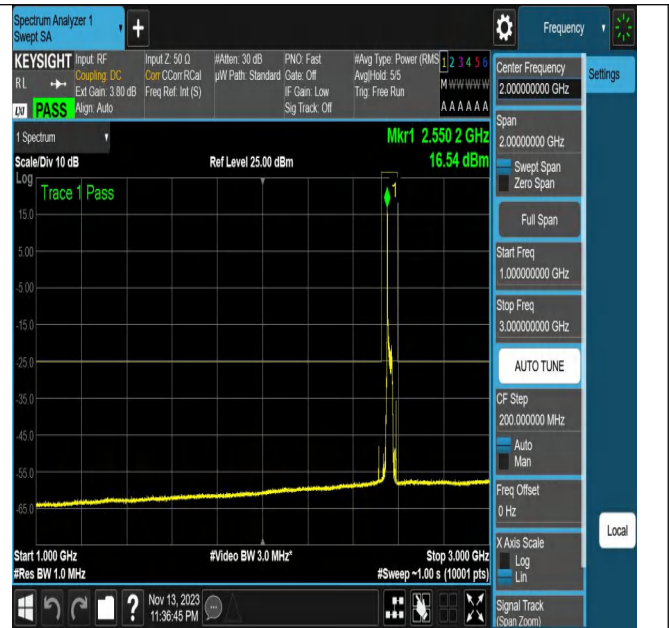 Spectrum Analyzer 1
Swept SA
+
Frequency
KEYSIGHT
RL
LXI PASS
Input: RF
Coupling: DC
Ext Gain: 3.80 dB
Align: Auto
Input Z: 50 Ω
Corr CCorr RCal
Freq Ref: Int (S)
#Atten: 30 dB
µW Path: Standard
PNO: Fast
Gate: Off
IF Gain: Low
Sig Track: Off
#Avg Type: Power (RMS
Avg|Hold: 5/5
Trig: Free Run
1 2 3 4 5 6
M W W W W W
A A A A A A
1 Spectrum
Scale/Div 10 dB
Ref Level 25.00 dBm
Mkr1 2.550 2 GHz
16.54 dBm
Log
Trace 1 Pass
1
15.0
5.00
-5.00
-15.0
-25.0
-35.0
-45.0
-55.0
-65.0
Start 1.000 GHz
#Res BW 1.0 MHz
#Video BW 3.0 MHz*
Stop 3.000 GHz
#Sweep ~1.00 s (10001 pts)
Nov 13, 2023
11:36:45 PM
Center Frequency
2.000000000 GHz
Settings
Span
2.00000000 GHz
Swept Span
Zero Span
Full Span
Start Freq
1.000000000 GHz
Stop Freq
3.000000000 GHz
AUTO TUNE
CF Step
200.000000 MHz
Auto
Man
Freq Offset
0 Hz
Local
X Axis Scale
Log
Lin
Signal Track
(Span Zoom)